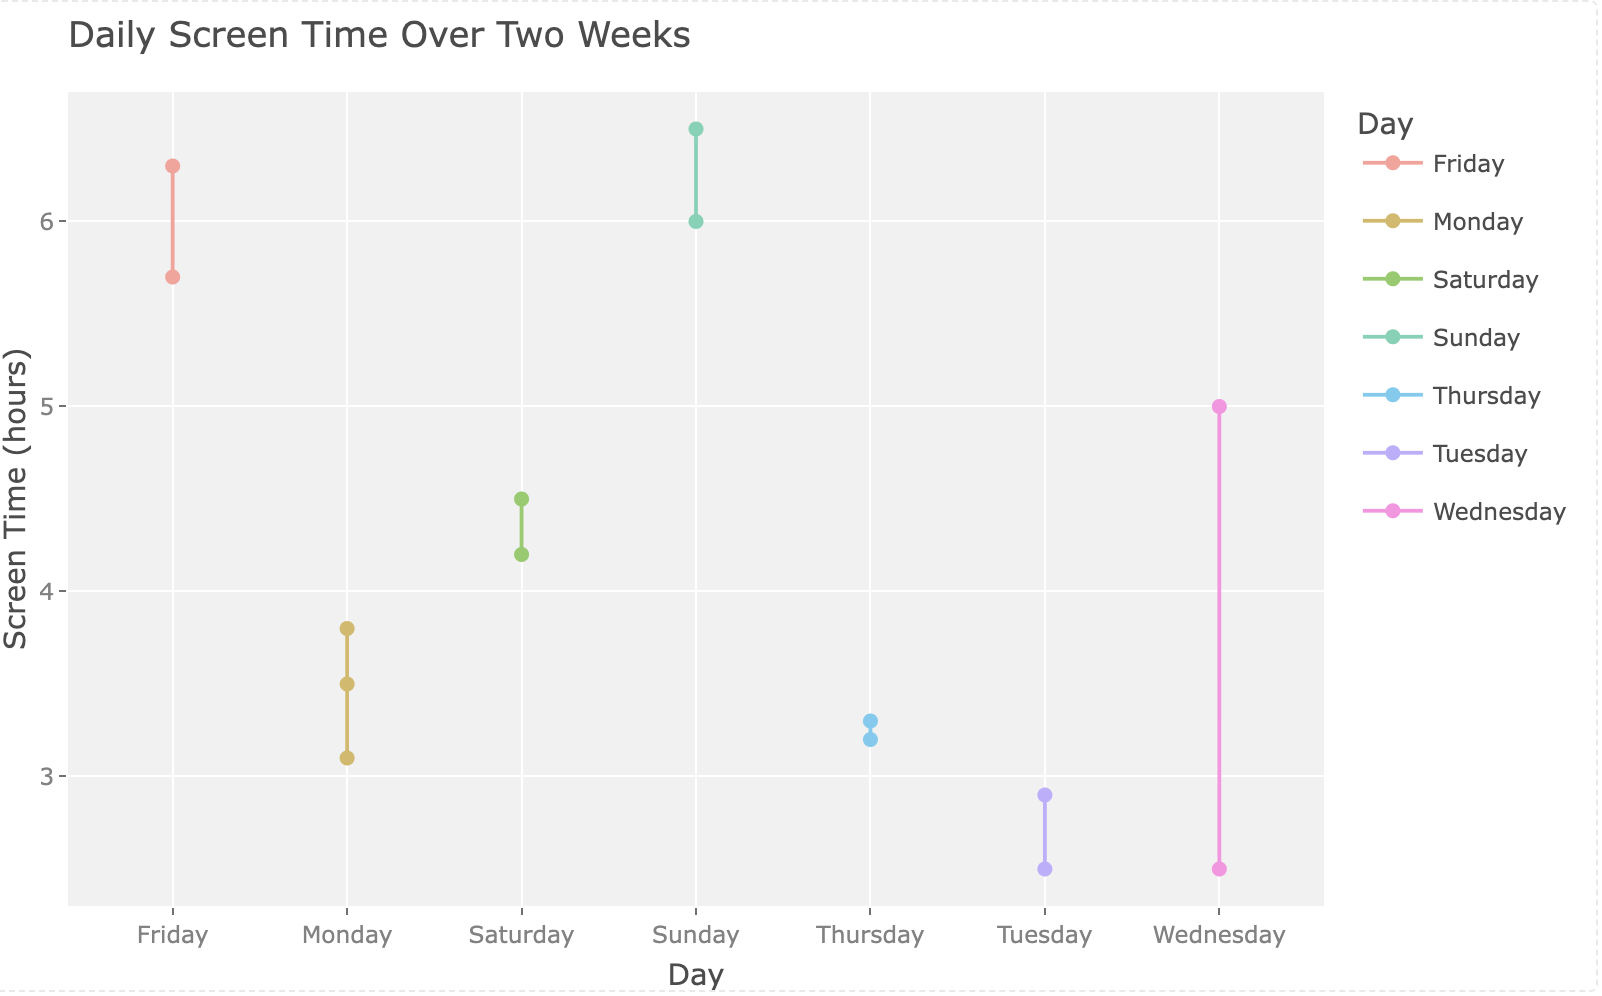 Daily Screen Time Over Two Weeks
Screen Time (hours)
6
5
4
3
Friday
Monday
Saturday
Sunday
Thursday
Tuesday
Wednesday
Day
Day
Friday
Monday
Saturday
Sunday
Thursday
Tuesday
Wednesday